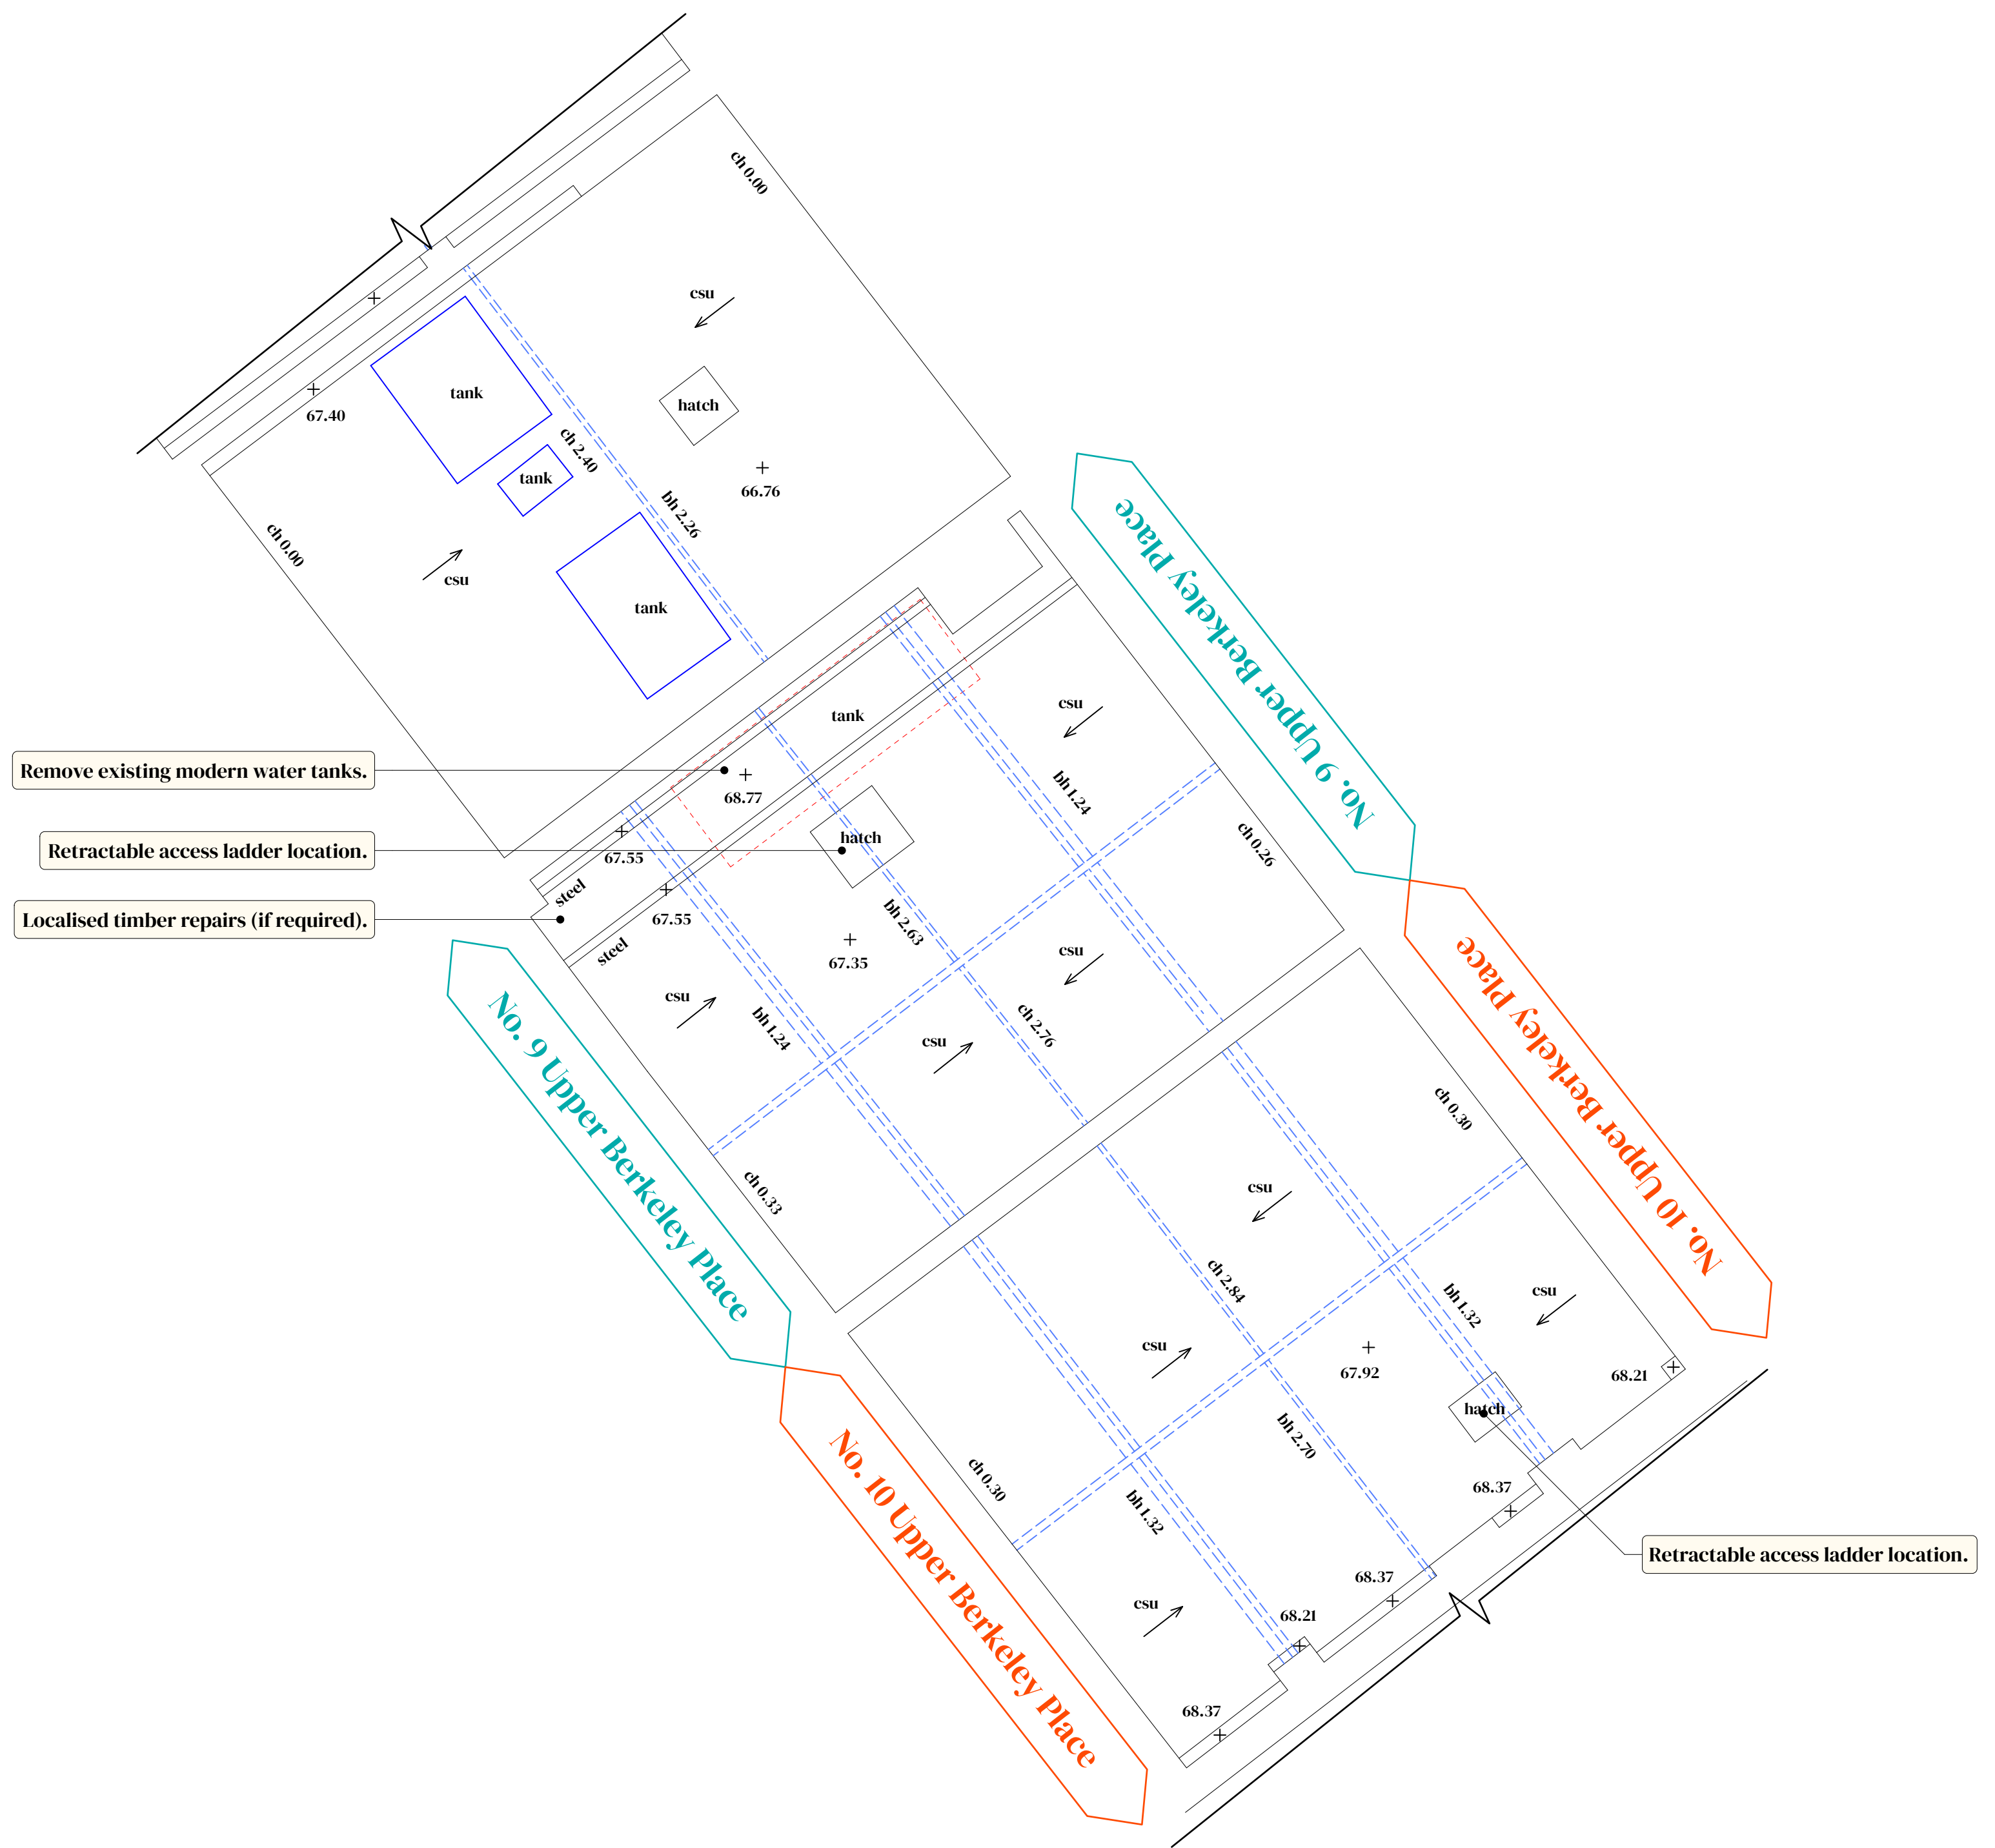 ch 0.00
csu
tank
hatch
67.40
ch 2.40
tank
66.76
bh 2.26
ch 0.00
csu
tank
No. 9 Upper Berkeley Place
csu
tank
Remove existing modern water tanks.
68.77
bh 1.24
hatch
Retractable access ladder location.
67.55
ch 0.26
steel
67.55
Localised timber repairs (if required).
bh 2.63
steel
csu
67.35
csu
bh 1.24
ch 2.76
csu
No. 10 Upper Berkeley Place
ch 0.30
No. 9 Upper Berkeley Place
ch 0.33
csu
ch 2.84
csu
bh 1.32
csu
67.92
68.21
hatch
bh 2.70
ch 0.30
68.37
bh 1.32
Retractable access ladder location.
68.37
csu
68.21
No. 10 Upper Berkeley Place
68.37